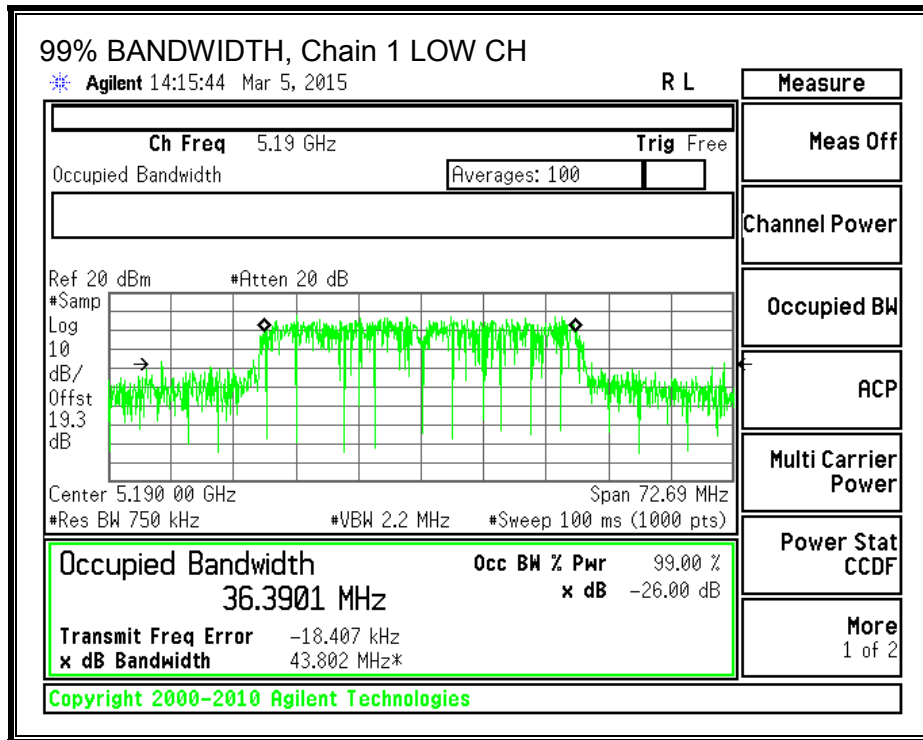 99% BANDWIDTH, Chain 1 LOW CH
Agilent 14:15:44 Mar 5, 2015 R L
Measure
Ch Freq 5.19 GHz Trig Free
Occupied Bandwidth Averages: 100
Ref 20 dBm #Atten 20 dB
#Samp
Log
10
dB/
Offst
19.3
dB
Center 5.190 00 GHz Span 72.69 MHz
#Res BW 750 kHz #VBW 2.2 MHz #Sweep 100 ms (1000 pts)
Occupied Bandwidth Occ BW % Pwr 99.00 %
36.3901 MHz x dB -26.00 dB
Transmit Freq Error -18.407 kHz
x dB Bandwidth 43.802 MHz*
Copyright 2000-2010 Agilent Technologies
Meas Off
Channel Power
Occupied BW
ACP
Multi Carrier
Power
Power Stat
CCDF
More
1 of 2